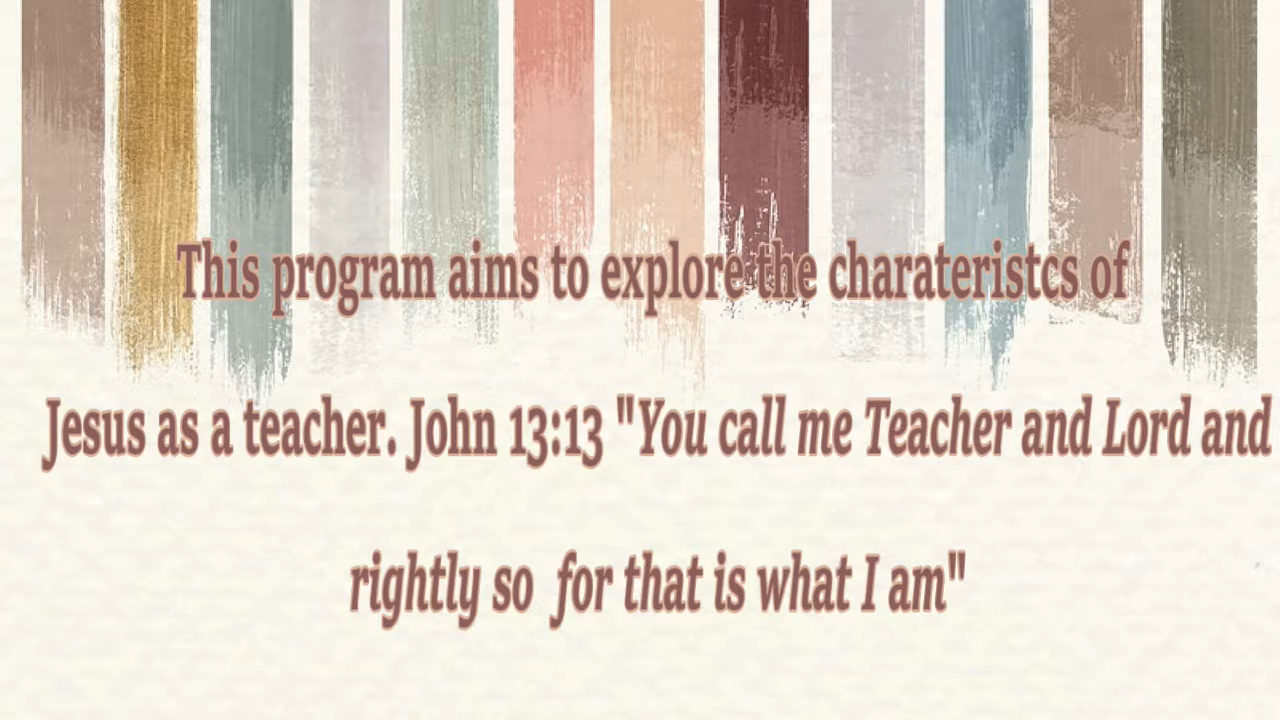 This program aims to explore the charateristcs of
Jesus as a teacher. John 13:13 "You call me Teacher and Lord and
rightly so for that is what I am"